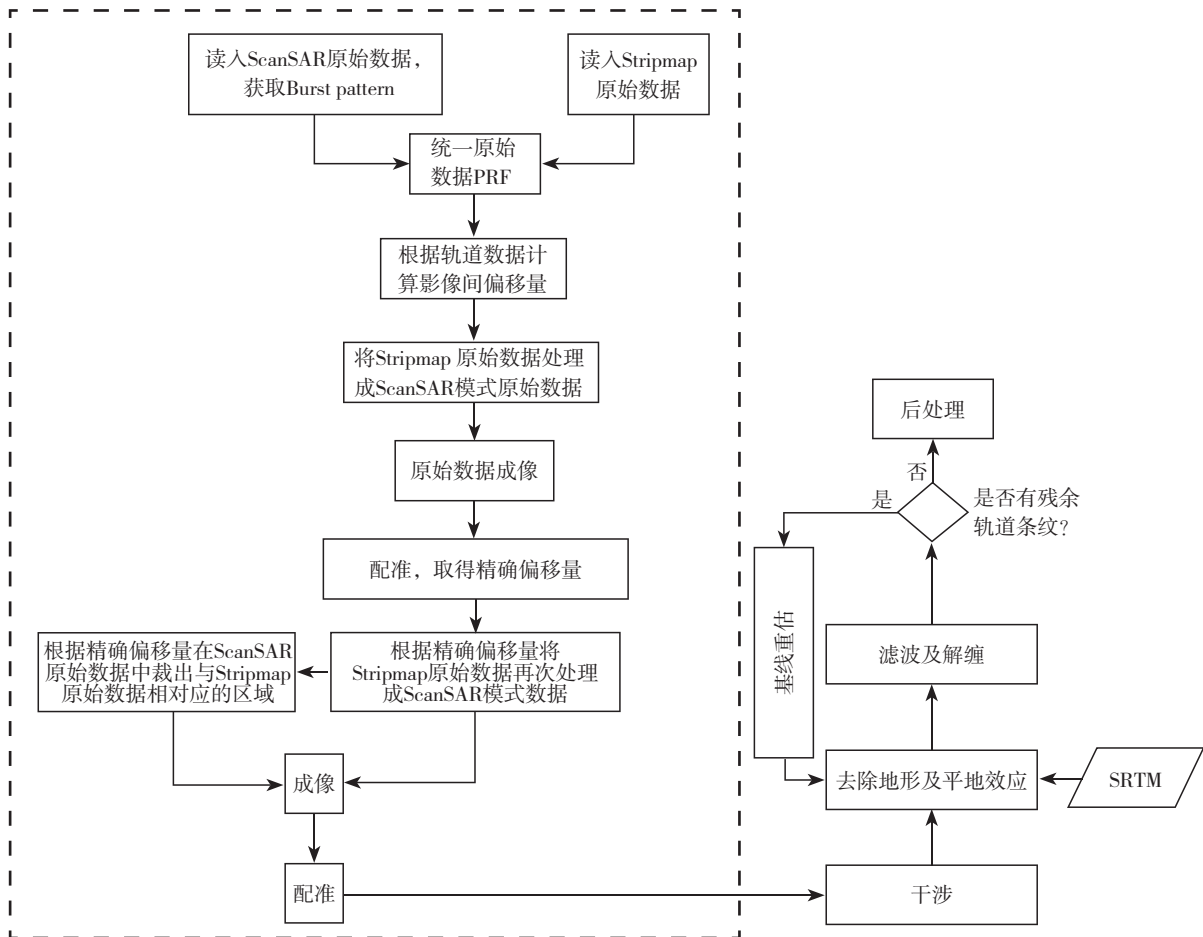 读入ScanSAR原始数据，
获取Burst pattern
读入Stripmap
原始数据
统一原始
数据PRF
根据轨道数据计
算影像间偏移量
将Stripmap 原始数据处理
成ScanSAR模式原始数据
原始数据成像
配准，取得精确偏移量
根据精确偏移量在ScanSAR
原始数据中裁出与Stripmap
原始数据相对应的区域
根据精确偏移量将
Stripmap原始数据再次处理
成ScanSAR模式数据
成像
配准
后处理
否
是
是否有残余
轨道条纹？
基线重估
滤波及解缠
去除地形及平地效应
SRTM
干涉